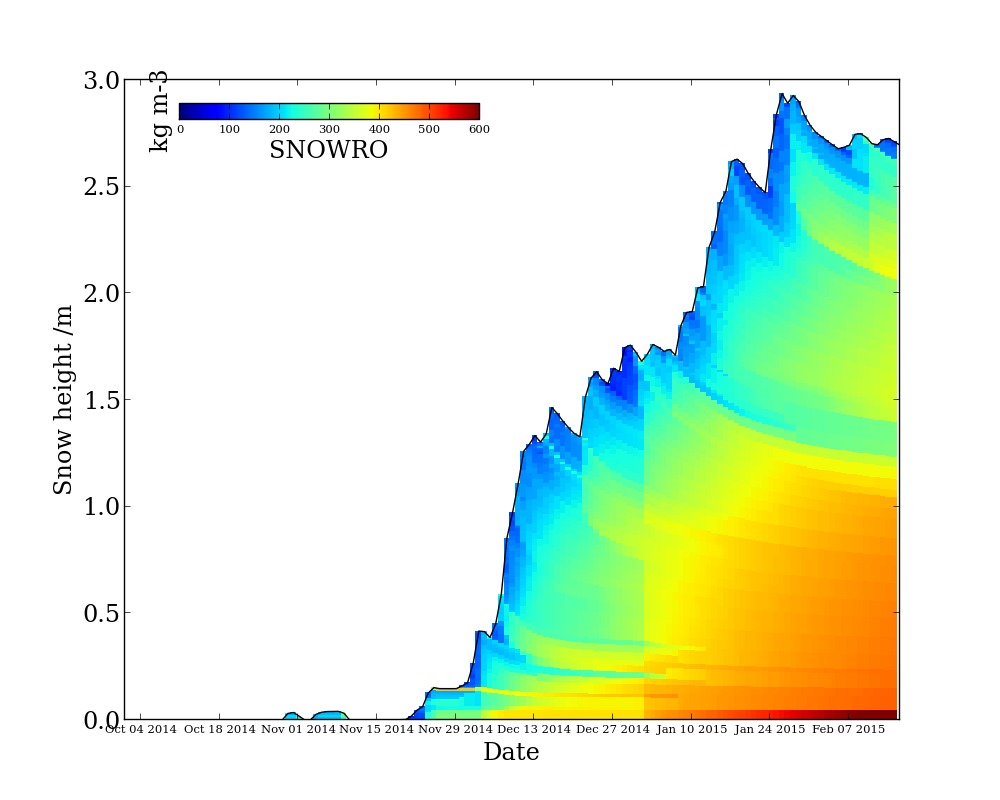 3.0
kg m-3
0 100 200 300 400 500 600
SNOWRO
2.5
2.0
Snow height /m
1.5
1.0
0.5
0.0
Oct 04 2014 Oct 18 2014 Nov 01 2014 Nov 15 2014 Nov 29 2014 Dec 13 2014 Dec 27 2014 Jan 10 2015 Jan 24 2015 Feb 07 2015
Date